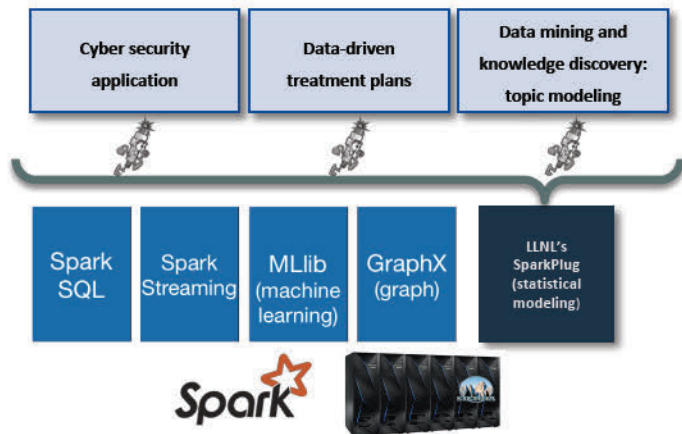 Cyber security
application
Data-driven
treatment plans
Data mining and
knowledge discovery:
topic modeling
Spark
SQL
Spark
Streaming
MLlib
(machine
learning)
GraphX
(graph)
LLNL's
SparkPlug
(statistical
modeling)
Spark